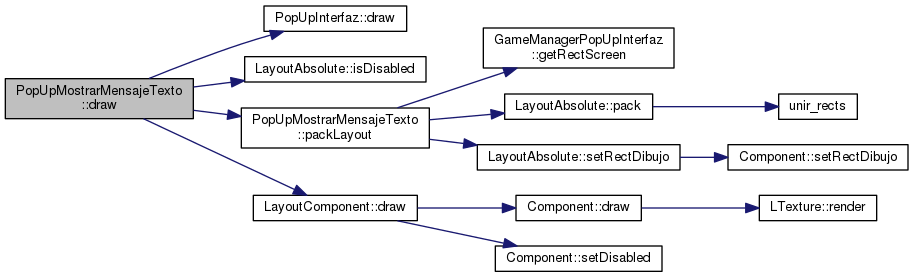 PopUpMostrarMensajeTexto
::draw
PopUpInterfaz::draw
LayoutAbsolute::isDisabled
PopUpMostrarMensajeTexto
::packLayout
GameManagerPopUpInterfaz
::getRectScreen
LayoutAbsolute::pack
unir_rects
LayoutAbsolute::setRectDibujo
Component::setRectDibujo
LayoutComponent::draw
Component::draw
LTexture::render
Component::setDisabled